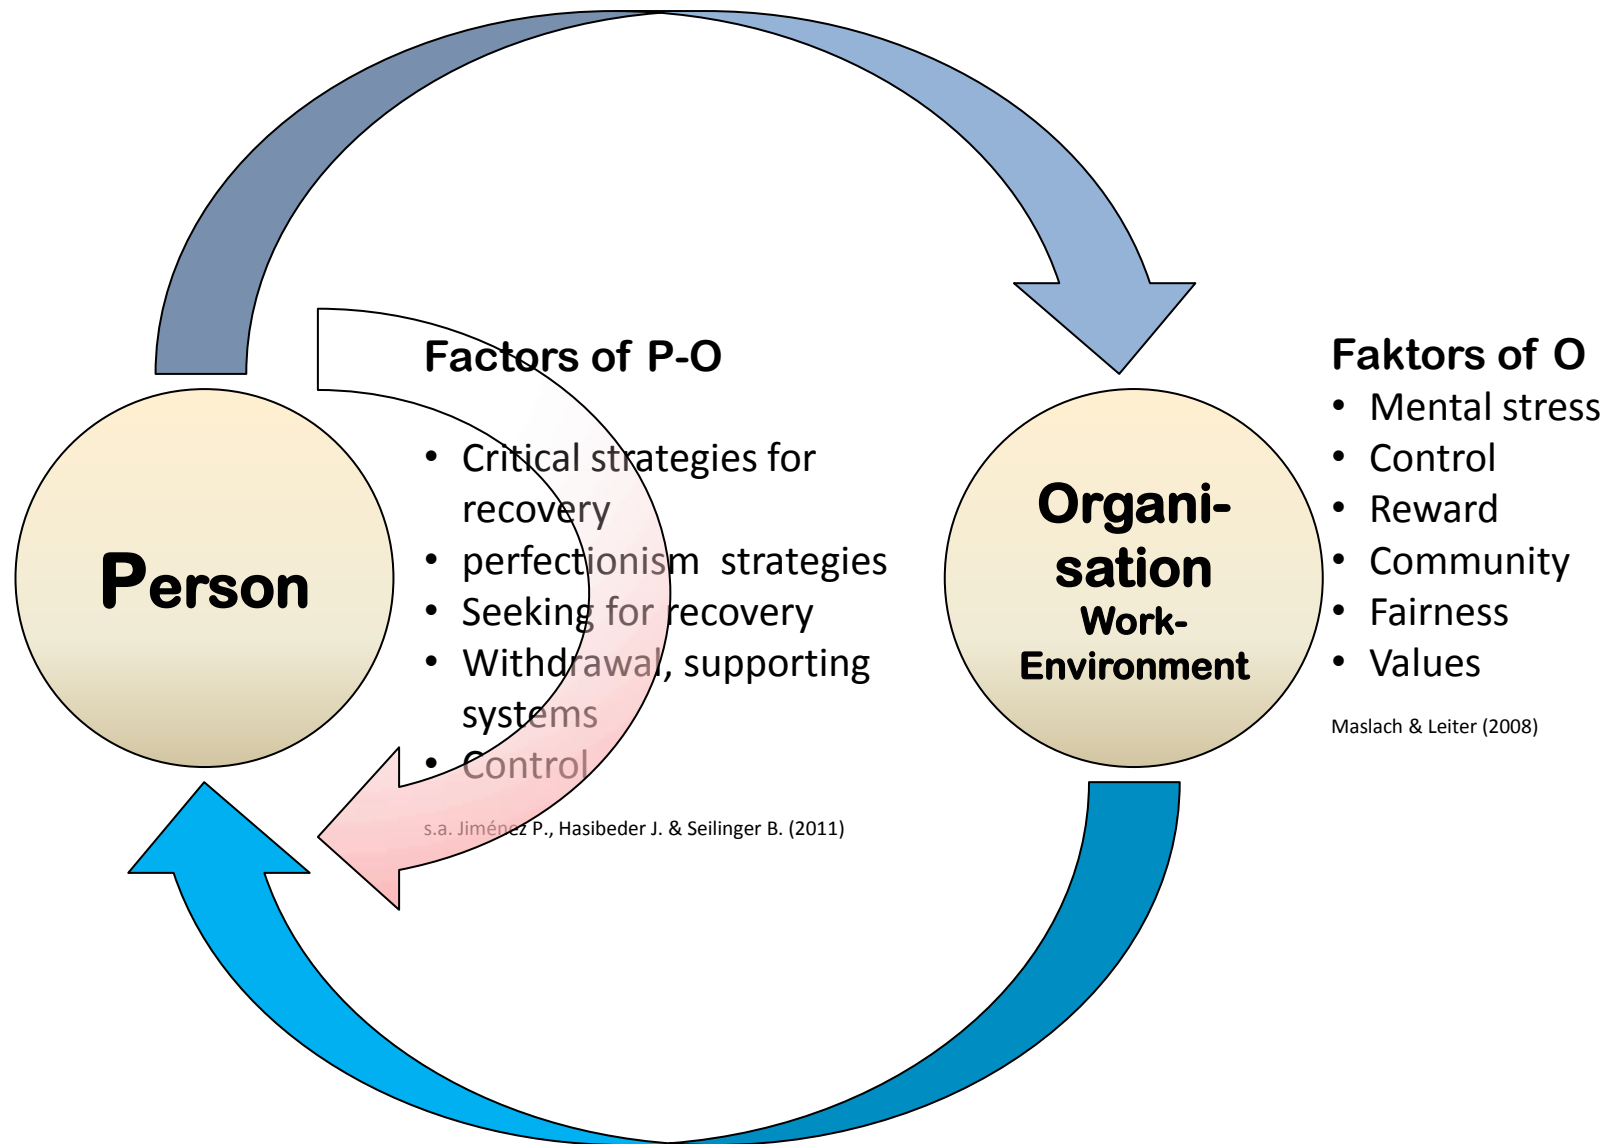 Person
Factors of P-O
• Critical strategies for
recovery
• perfectionism strategies
• Seeking for recovery
• Withdrawal, supporting
systems
• Control
s.a. Jiménez P., Hasibeder J. & Seilinger B. (2011)
Organi-
sation
Work-
Environment
Faktors of O
• Mental stress
• Control
• Reward
• Community
• Fairness
• Values
Maslach & Leiter (2008)